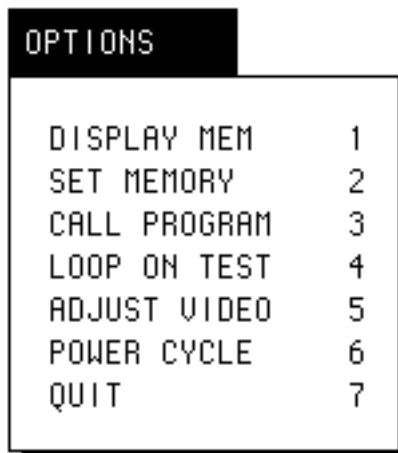 OPTIONS
DISPLAY MEM 1
SET MEMORY 2
CALL PROGRAM 3
LOOP ON TEST 4
ADJUST VIDEO 5
POWER CYCLE 6
QUIT 7